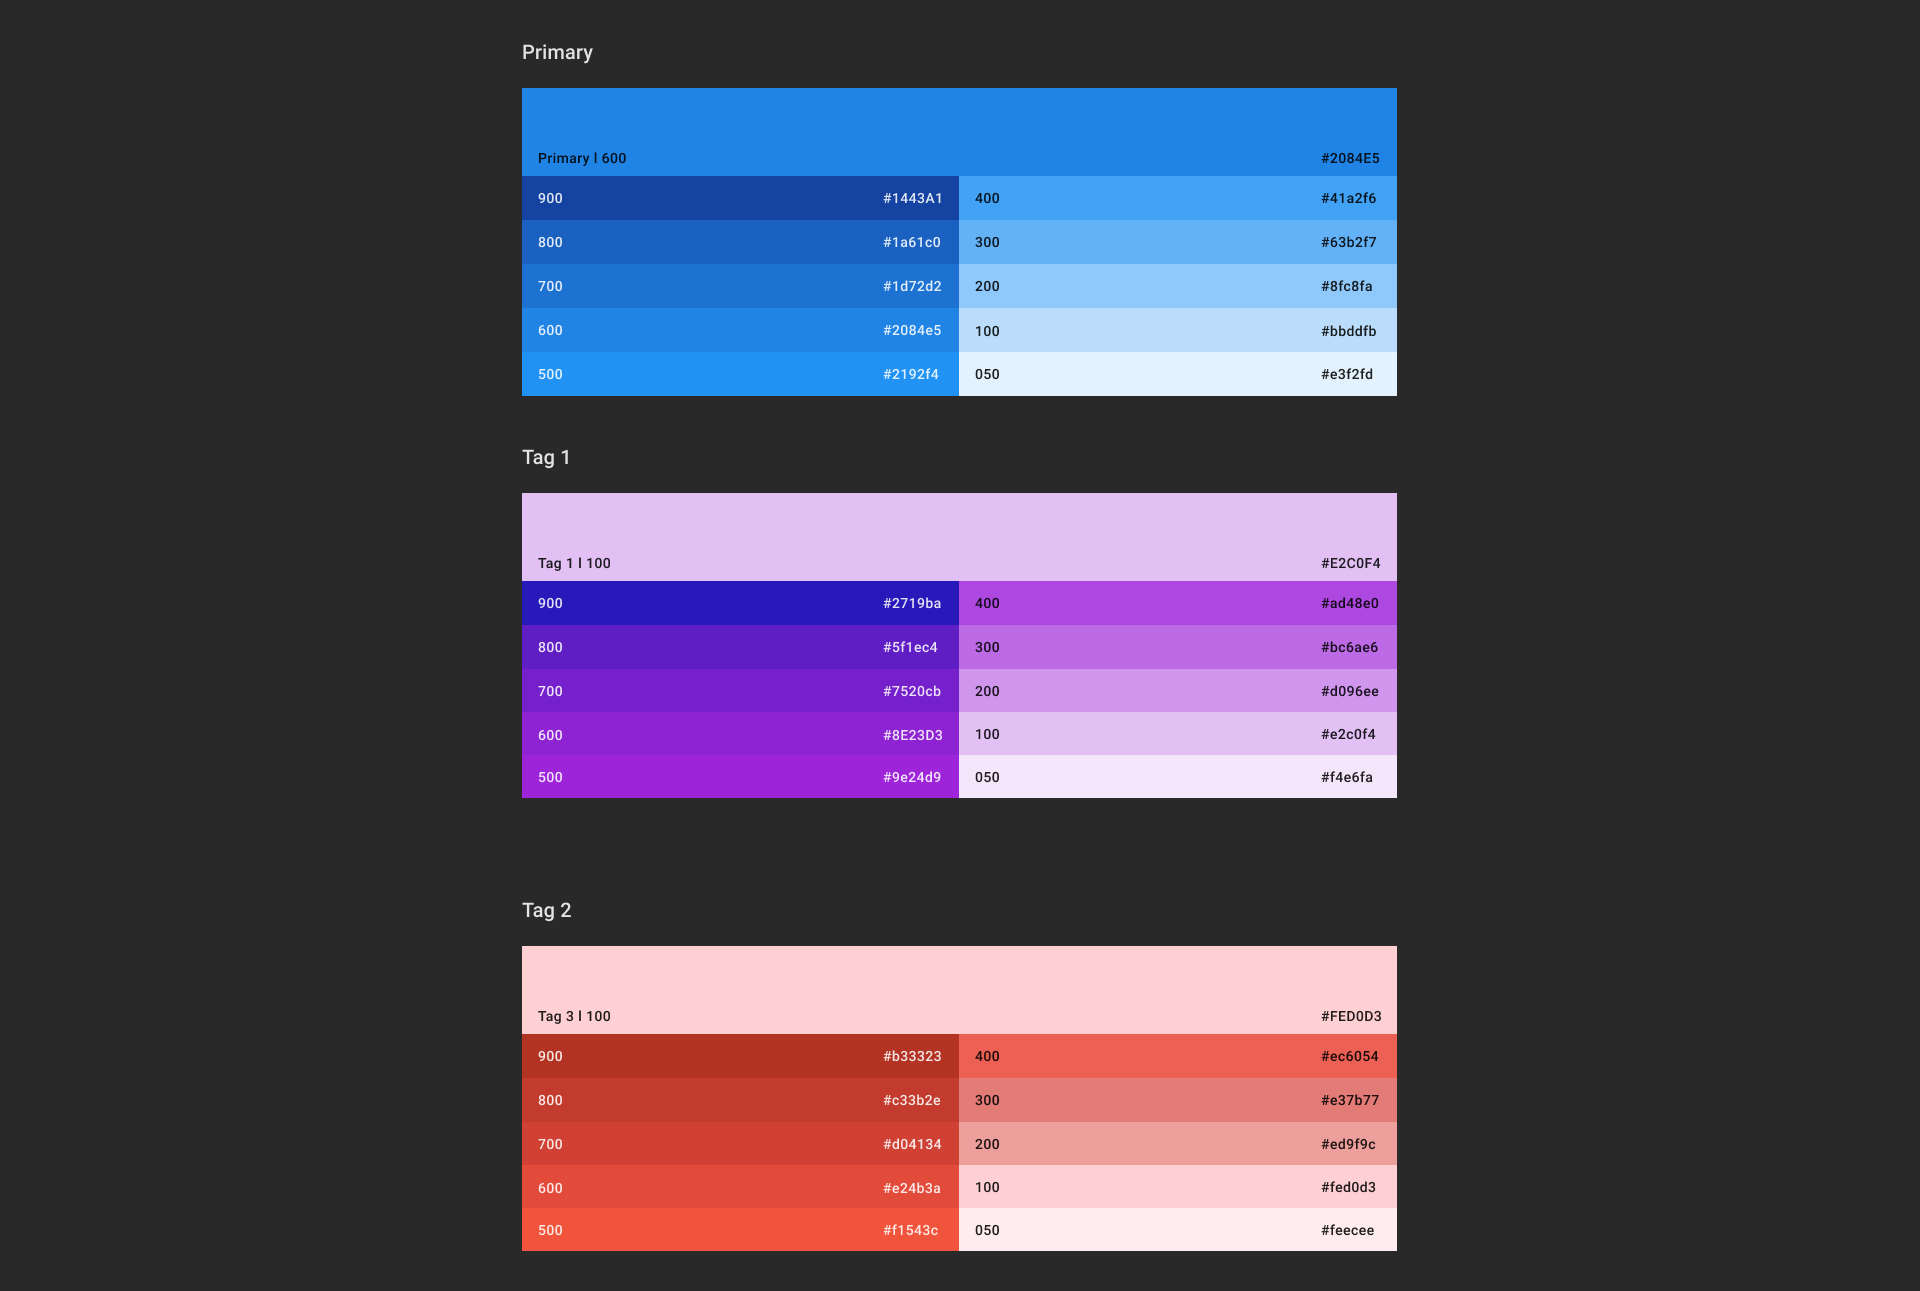 Primary
Primary I 600 #2084E5
900 #1443A1 400 #41a2f6
800 #1a61c0 300 #63b2f7
700 #1d72d2 200 #8fc8fa
600 #2084e5 100 #bbddfb
500 #2192f4 050 #e3f2fd
Tag 1
Tag 1 I 100 #E2C0F4
900 #2719ba 400 #ad48e0
800 #5f1ec4 300 #bc6ae6
700 #7520cb 200 #d096ee
600 #8E23D3 100 #e2c0f4
500 #9e24d9 050 #f4e6fa
Tag 2
Tag 3 I 100 #FED0D3
900 #b33323 400 #ec6054
800 #c33b2e 300 #e37b77
700 #d04134 200 #ed9f9c
600 #e24b3a 100 #fed0d3
500 #f1543c 050 #feecee